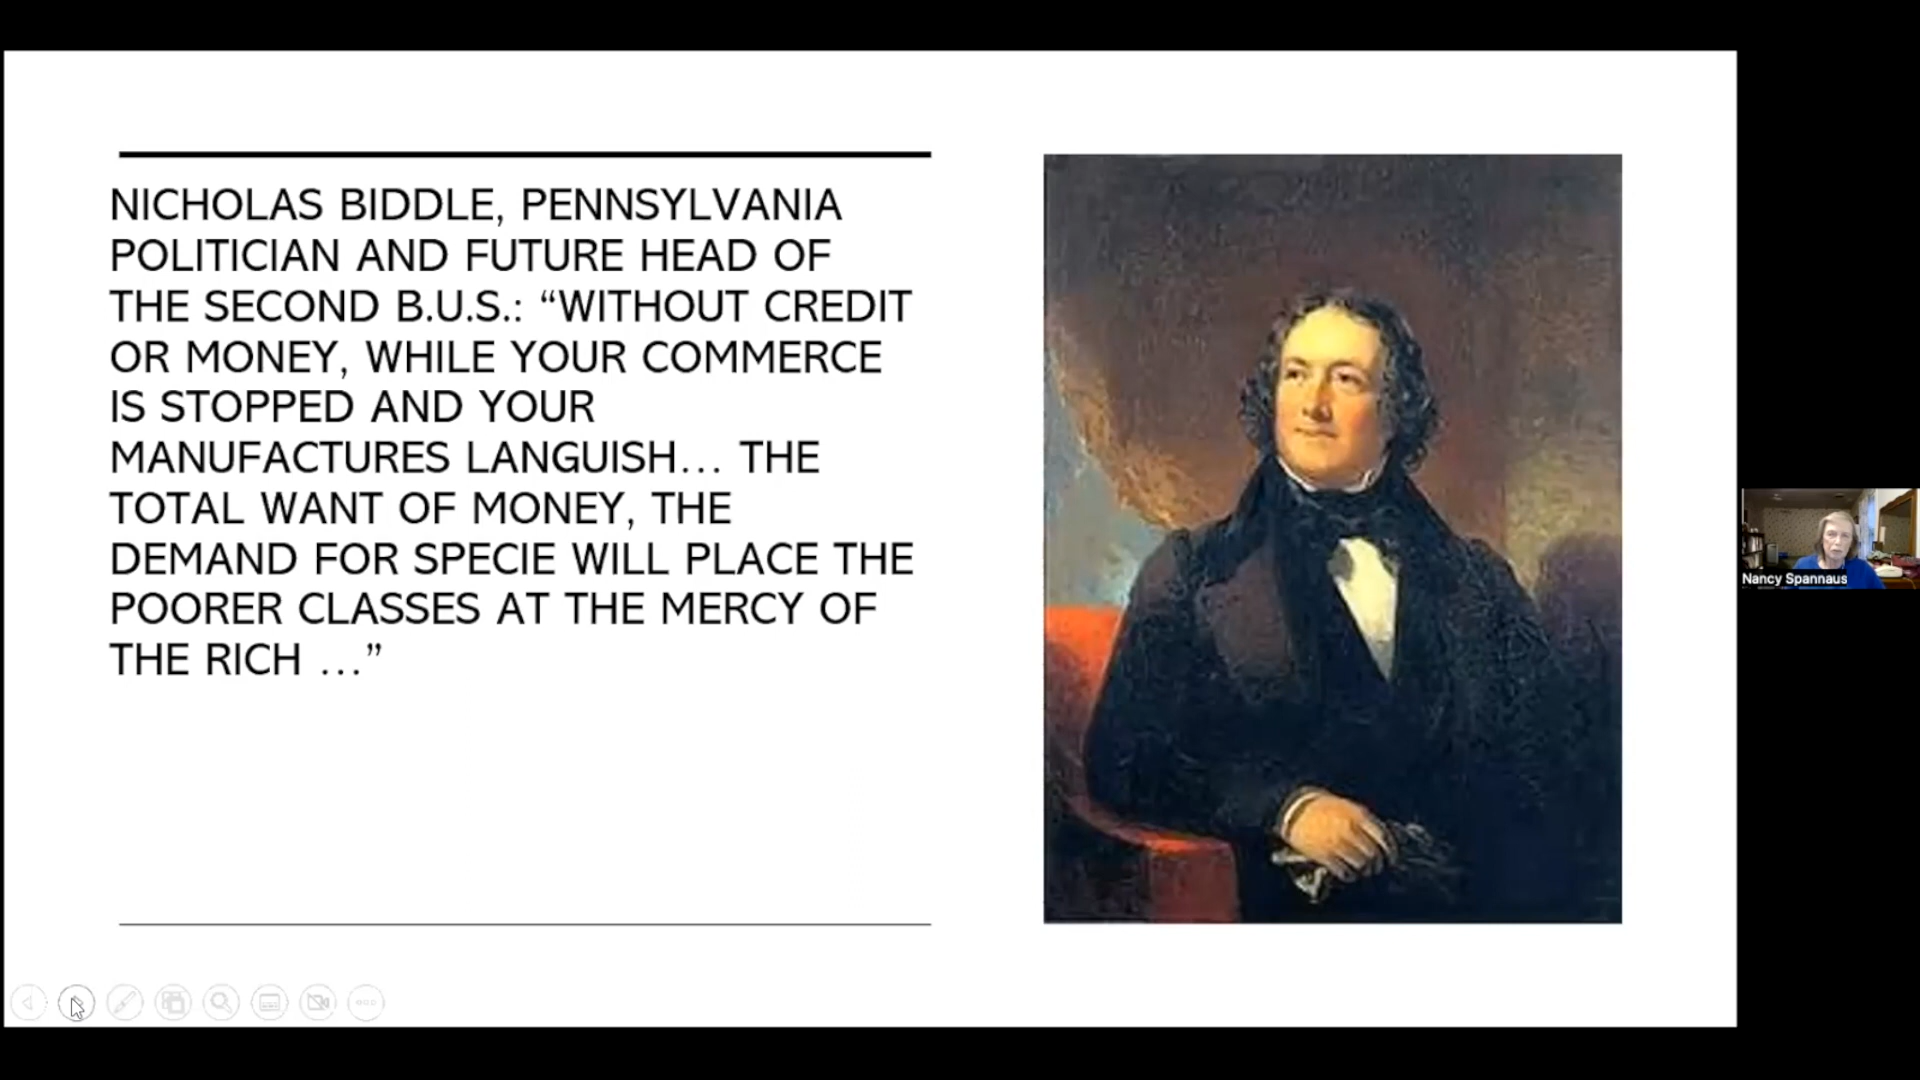 NICHOLAS BIDDLE, PENNSYLVANIA
POLITICIAN AND FUTURE HEAD OF
THE SECOND B.U.S.: “WITHOUT CREDIT
OR MONEY, WHILE YOUR COMMERCE
IS STOPPED AND YOUR
MANUFACTURES LANGUISH... THE
TOTAL WANT OF MONEY, THE
DEMAND FOR SPECIE WILL PLACE THE
POORER CLASSES AT THE MERCY OF
THE RICH ...”
Nancy Spannaus